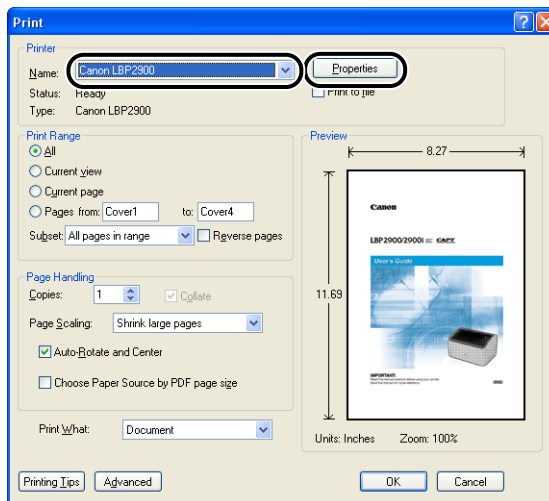 Print
Printer
Name: Canon LBP2900 Properties
Status: Ready Print to file
Type: Canon LBP2900
Print Range
All
Current view
Current page
Pages from: Cover1 to: Cover4
Subset: All pages in range Reverse pages
Page Handling
Copies: 1 Collate
Page Scaling: Shrink large pages
Auto-Rotate and Center
Choose Paper Source by PDF page size
Print What: Document
Preview
8.27
11.69
Canon
LBP2900/2900i CAPT
User's Guide
IMPORTANT:
Units: Inches Zoom: 100%
Printing Tips Advanced OK Cancel